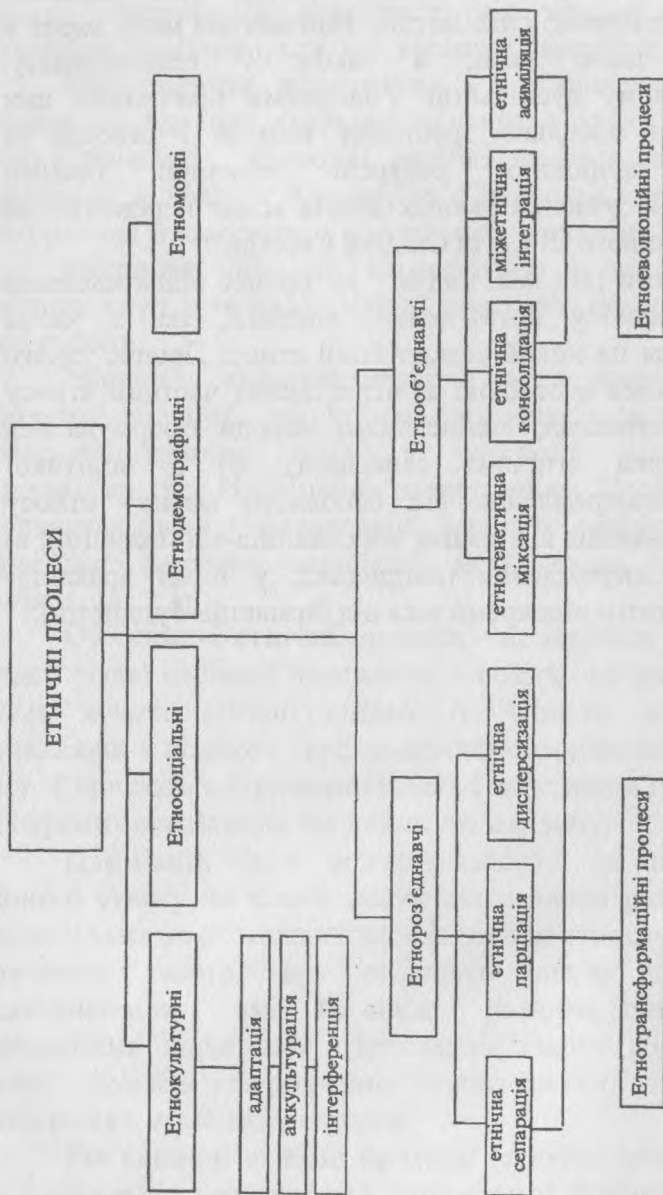 ЕТНІЧНІ ПРОЦЕСИ
Етнокультурні
Етносоціальні
Етнодемографічні
Етномовні
адаптація
аккультурація
інтерференція
Етнороз’єднавчі
Етнооб’єднавчі
етнічна
сепарація
етнічна
парціація
етнічна
дисперсизація
етногенетична
міксація
етнічна
консолідація
міжетнічна
інтеграція
етнічна
асиміляція
Етнотрансформаційні процеси
Етноеволюційні процеси